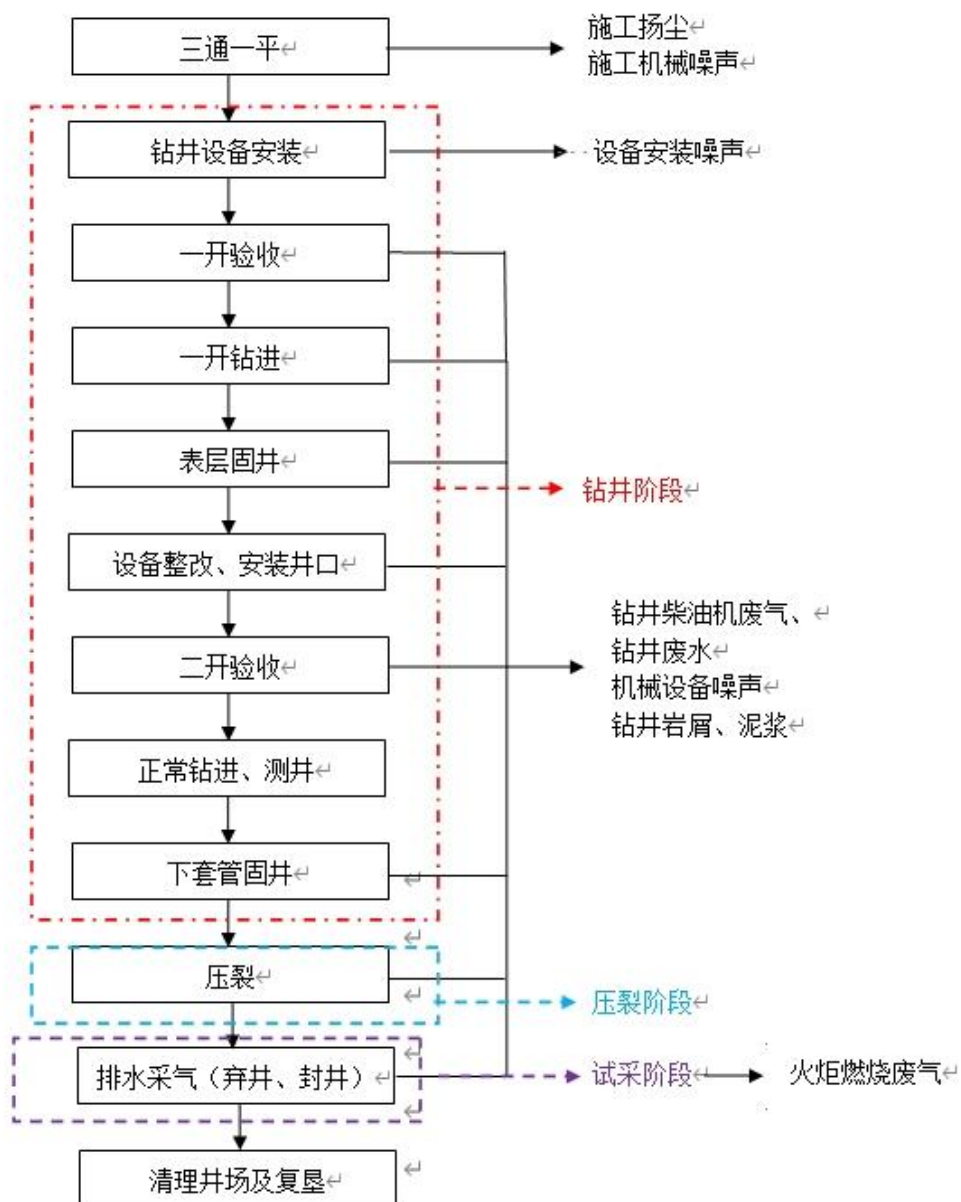 三通一平
施工扬尘
施工机械噪声
钻井设备安装
设备安装噪声
一开验收
一开钻进
表层固井
钻井阶段
设备整改、安装井口
二开验收
钻井柴油机废气、
钻井废水
机械设备噪声
钻井岩屑、泥浆
正常钻进、测井
下套管固井
压裂
压裂阶段
排水采气（弃井、封井）
试采阶段
火炬燃烧废气
清理井场及复垦